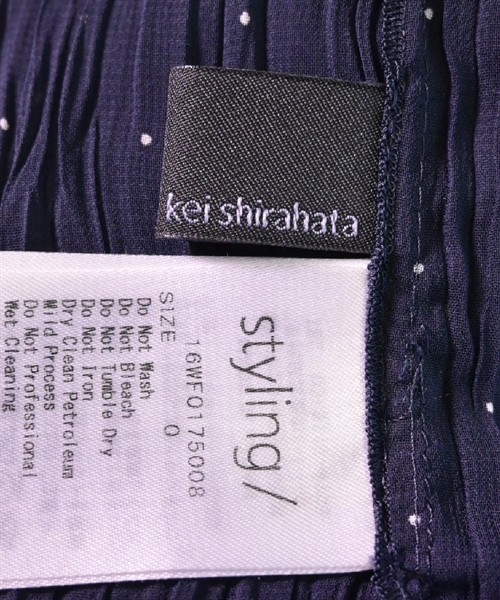 kei shirahata
styling/
16WF0175008
SIZE 0
Do Not Wash
Do Not Bleach
Do Not Tumble Dry
Do Not Iron
Dry Clean Petroleum
Mild Process
Do Not Professional
Wet Cleaning